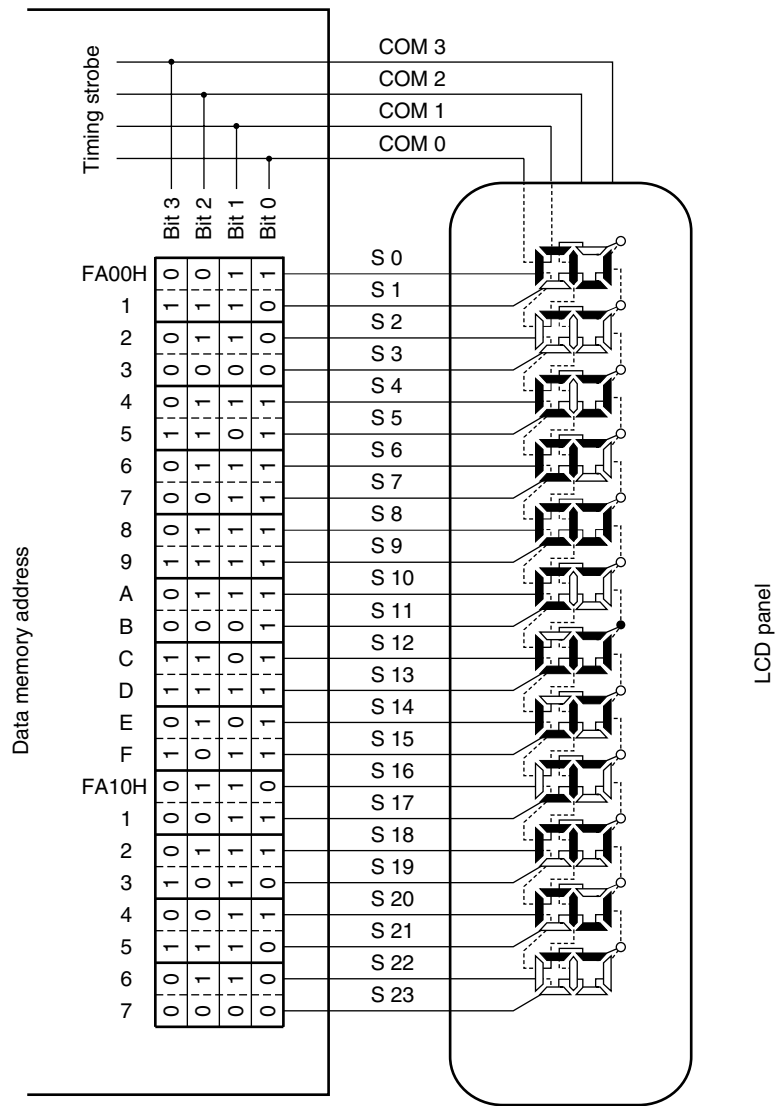 COM 3
COM 2
COM 1
COM 0
Timing strobe
Bit 3 Bit 2 Bit 1 Bit 0
FA00H 0 0 1 1 S 0
1 1 1 1 0 S 1
2 0 1 1 0 S 2
3 0 0 0 0 S 3
4 0 1 1 1 S 4
5 1 1 0 1 S 5
6 0 1 1 1 S 6
7 0 0 1 1 S 7
8 0 1 1 1 S 8
9 1 1 1 1 S 9
A 0 1 1 1 S 10
B 0 0 0 1 S 11
C 1 1 0 1 S 12
D 1 1 1 1 S 13
E 0 1 0 1 S 14
F 1 0 1 1 S 15
FA10H 0 1 1 0 S 16
1 0 0 1 1 S 17
2 0 1 1 1 S 18
3 1 0 1 0 S 19
4 0 0 1 1 S 20
5 1 1 1 0 S 21
6 0 1 1 0 S 22
7 0 0 0 0 S 23
Data memory address
LCD panel